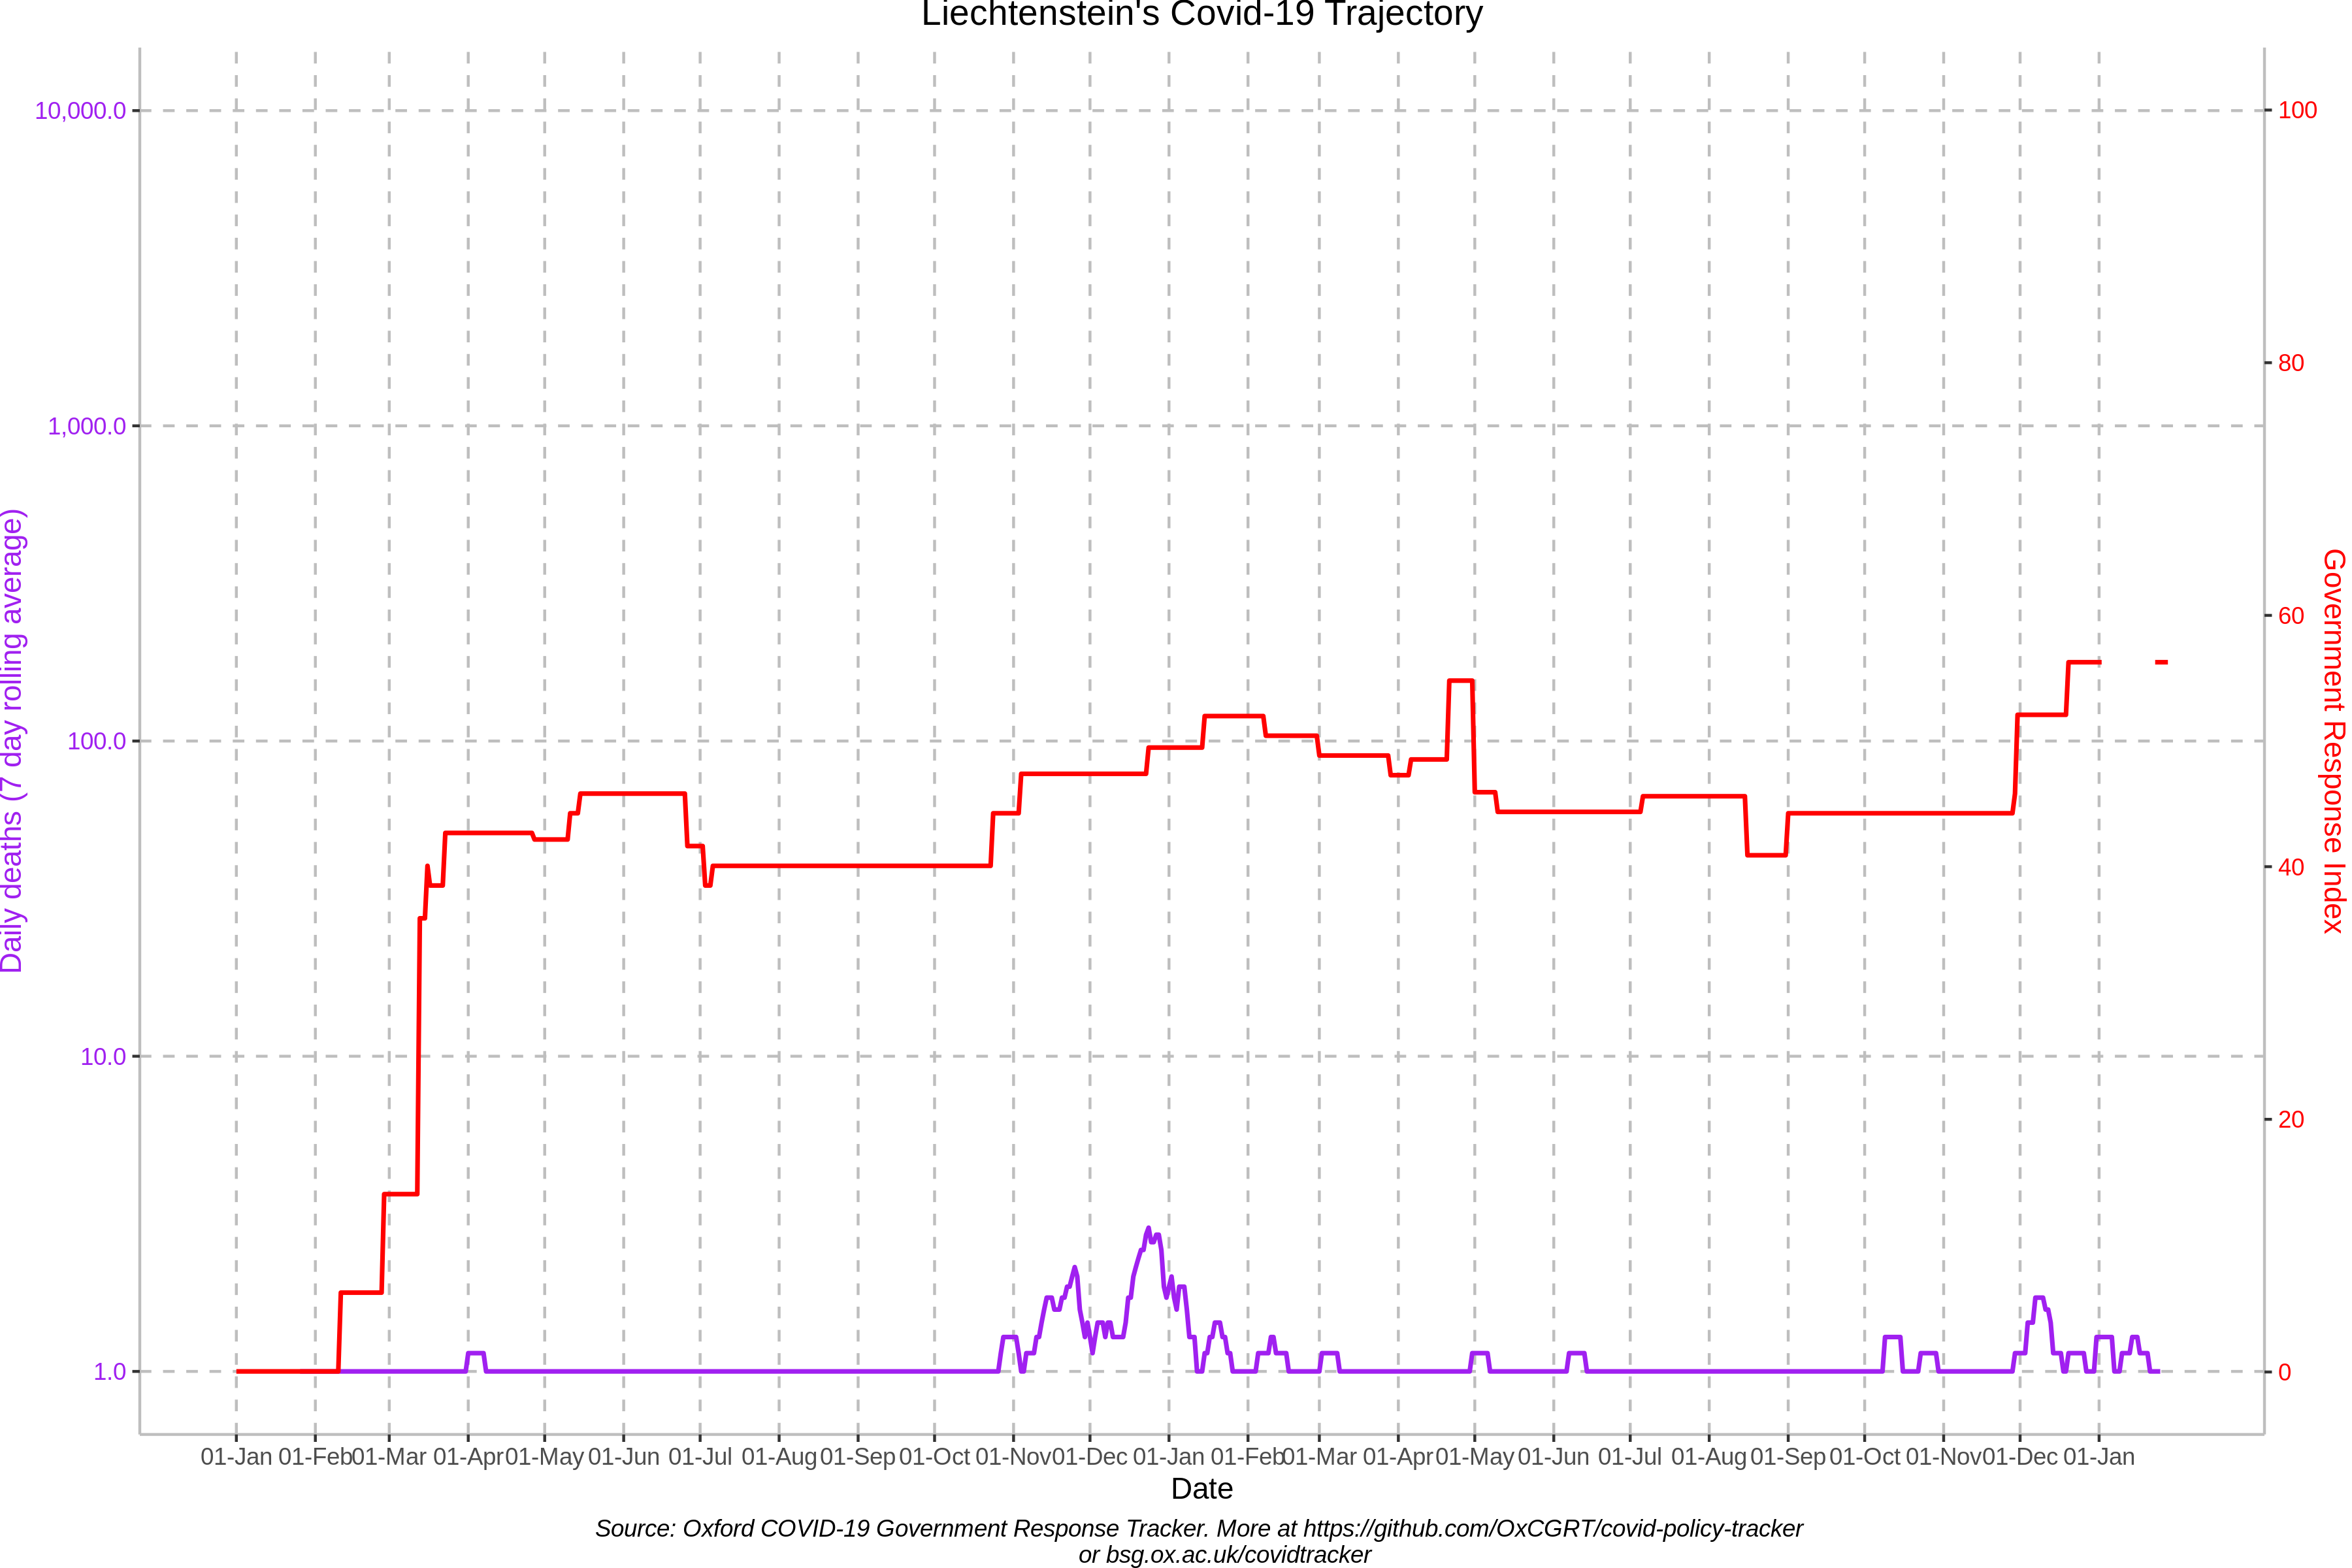 Liechtenstein's Covid-19 Trajectory
10,000.0
1,000.0
100.0
10.0
1.0
Daily deaths (7 day rolling average)
100
80
60
40
20
0
Government Response Index
01-Jan 01-Feb 01-Mar 01-Apr 01-May 01-Jun 01-Jul 01-Aug 01-Sep 01-Oct 01-Nov 01-Dec 01-Jan 01-Feb 01-Mar 01-Apr 01-May 01-Jun 01-Jul 01-Aug 01-Sep 01-Oct 01-Nov 01-Dec 01-Jan
Date
Source: Oxford COVID-19 Government Response Tracker. More at https://github.com/OxCGRT/covid-policy-tracker
or bsg.ox.ac.uk/covidtracker